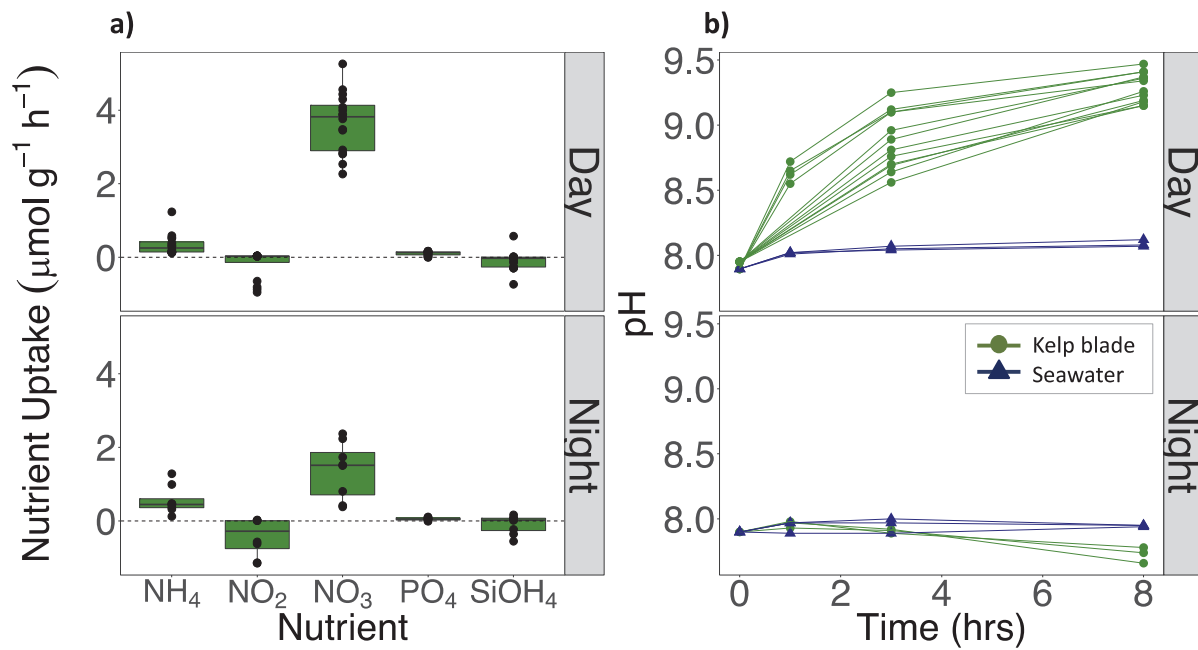 a)
b)
Nutrient Uptake (μmol g⁻¹ h⁻¹)
4
2
0
Day
4
2
0
Night
NH₄ NO₂ NO₃ PO₄ SiOH₄
Nutrient
pH
9.5
9.0
8.5
8.0
Day
9.5
9.0
8.5
8.0
Kelp blade
Seawater
Night
0 2 4 6 8
Time (hrs)